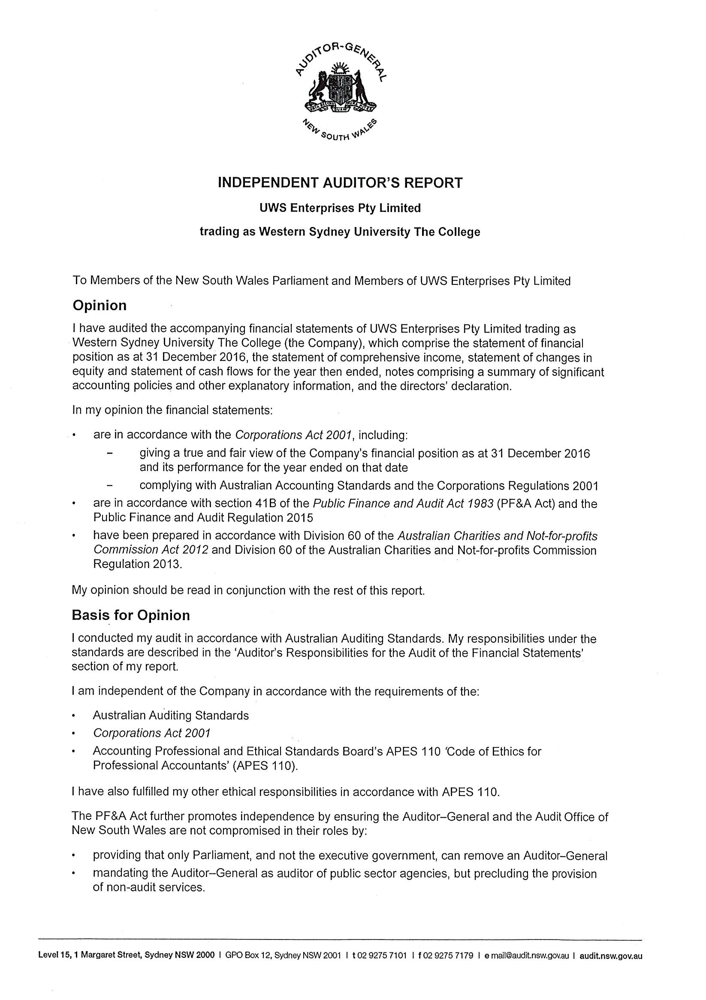 AUDITOR-GENERAL
NEW SOUTH WALES
INDEPENDENT AUDITOR'S REPORT
UWS Enterprises Pty Limited
trading as Western Sydney University The College
To Members of the New South Wales Parliament and Members of UWS Enterprises Pty Limited
Opinion
I have audited the accompanying financial statements of UWS Enterprises Pty Limited trading as
Western Sydney University The College (the Company), which comprise the statement of financial
position as at 31 December 2016, the statement of comprehensive income, statement of changes in
equity and statement of cash flows for the year then ended, notes comprising a summary of significant
accounting policies and other explanatory information, and the directors' declaration.
In my opinion the financial statements:
• are in accordance with the Corporations Act 2001, including:
– giving a true and fair view of the Company's financial position as at 31 December 2016
and its performance for the year ended on that date
– complying with Australian Accounting Standards and the Corporations Regulations 2001
• are in accordance with section 41B of the Public Finance and Audit Act 1983 (PF&A Act) and the
Public Finance and Audit Regulation 2015
• have been prepared in accordance with Division 60 of the Australian Charities and Not-for-profits
Commission Act 2012 and Division 60 of the Australian Charities and Not-for-profits Commission
Regulation 2013.
My opinion should be read in conjunction with the rest of this report.
Basis for Opinion
I conducted my audit in accordance with Australian Auditing Standards. My responsibilities under the
standards are described in the 'Auditor's Responsibilities for the Audit of the Financial Statements'
section of my report.
I am independent of the Company in accordance with the requirements of the:
• Australian Auditing Standards
• Corporations Act 2001
• Accounting Professional and Ethical Standards Board's APES 110 'Code of Ethics for
Professional Accountants' (APES 110).
I have also fulfilled my other ethical responsibilities in accordance with APES 110.
The PF&A Act further promotes independence by ensuring the Auditor–General and the Audit Office of
New South Wales are not compromised in their roles by:
• providing that only Parliament, and not the executive government, can remove an Auditor–General
• mandating the Auditor–General as auditor of public sector agencies, but precluding the provision
of non-audit services.
Level 15, 1 Margaret Street, Sydney NSW 2000 | GPO Box 12, Sydney NSW 2001 | t 02 9275 7101 | f 02 9275 7179 | e mail@audit.nsw.gov.au | audit.nsw.gov.au